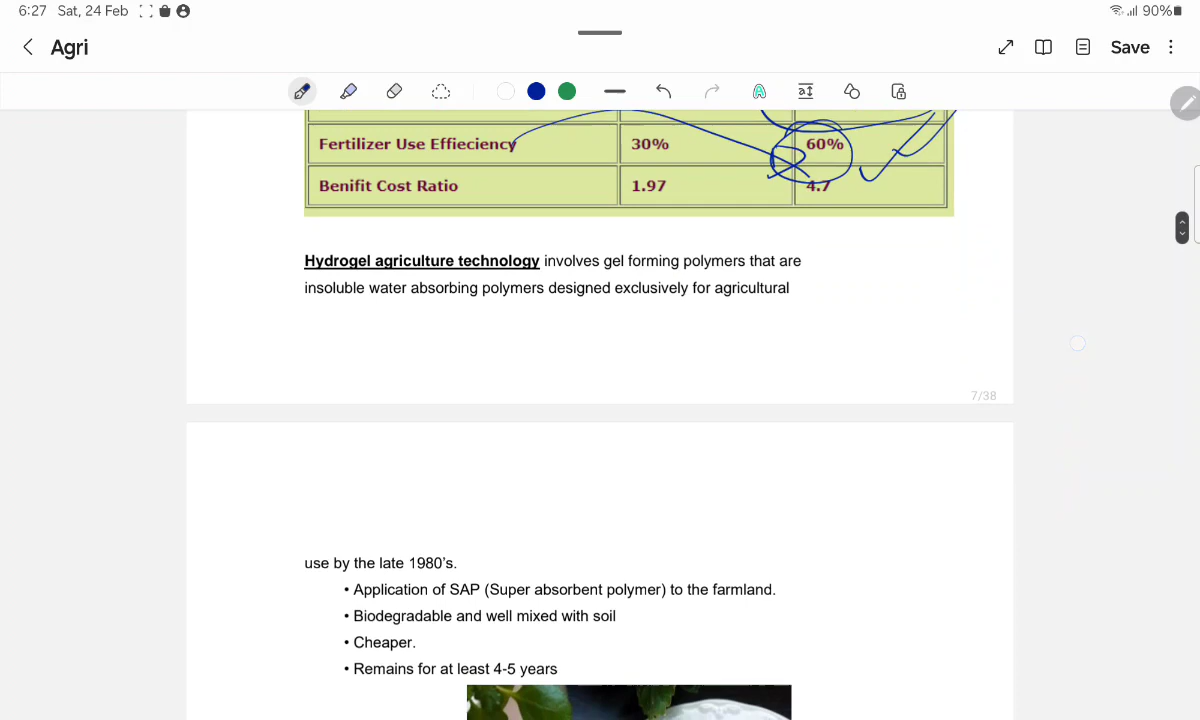 6:27 Sat, 24 Feb 90%
Agri Save
Fertilizer Use Effieciency 30% 60%
Benifit Cost Ratio 1.97 4.7
Hydrogel agriculture technology involves gel forming polymers that are
insoluble water absorbing polymers designed exclusively for agricultural
7/38
use by the late 1980's.
• Application of SAP (Super absorbent polymer) to the farmland.
• Biodegradable and well mixed with soil
• Cheaper.
• Remains for at least 4-5 years